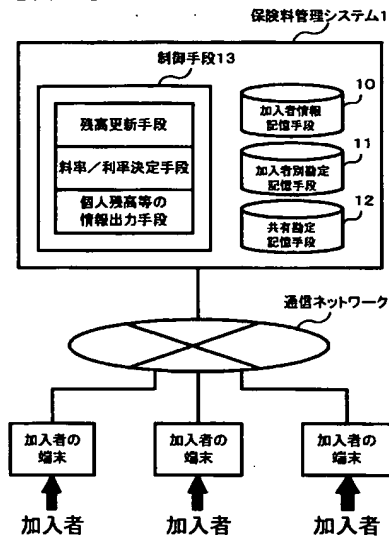 保険料管理システム1
制御手段13
残高更新手段
料率／利率決定手段
個人残高等の
情報出力手段
10
加入者情報
記憶手段
11
加入者別勘定
記憶手段
12
共有勘定
記憶手段
通信ネットワーク
加入者の
端末
加入者の
端末
加入者の
端末
加入者
加入者
加入者